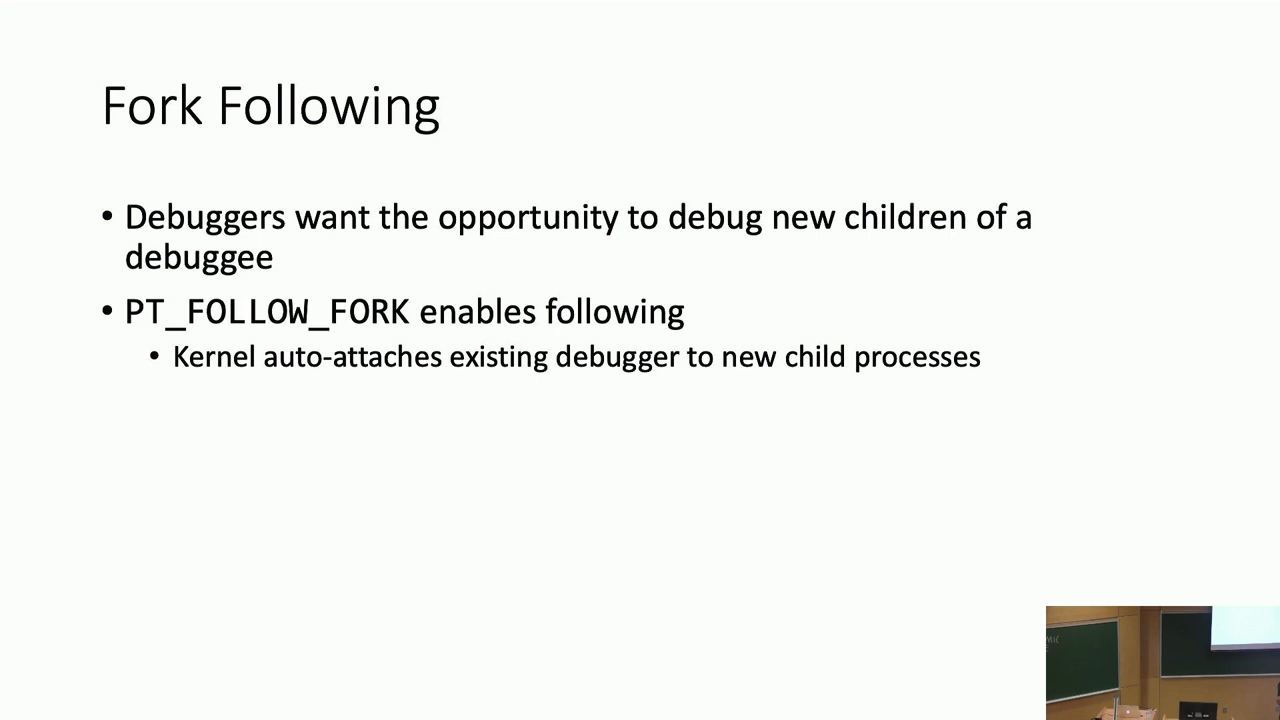 Fork Following
• Debuggers want the opportunity to debug new children of a
debuggee
• PT_FOLLOW_FORK enables following
• Kernel auto-attaches existing debugger to new child processes